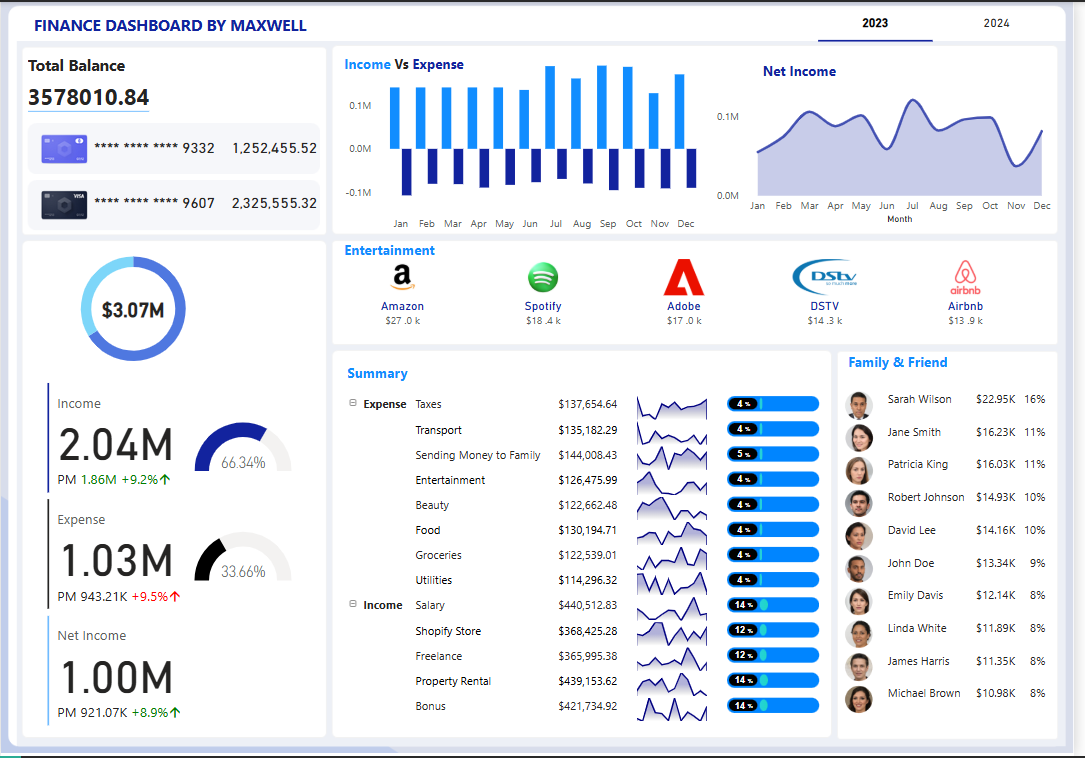 FINANCE DASHBOARD BY MAXWELL
2023 2024
Total Balance
3578010.84
**** **** **** 9332 1,252,455.52
VISA
**** **** **** 9607 2,325,555.32
Income Vs Expense
0.1M
0.0M
-0.1M
Jan Feb Mar Apr May Jun Jul Aug Sep Oct Nov Dec
Net Income
0.1M
0.0M
Jan Feb Mar Apr May Jun Jul Aug Sep Oct Nov Dec
Month
$3.07M
Income
2.04M
PM 1.86M +9.2%↑
66.34%
Expense
1.03M
PM 943.21K +9.5%↑
33.66%
Net Income
1.00M
PM 921.07K +8.9%↑
Entertainment
a DStv airbnb
Amazon Spotify Adobe DSTV Airbnb
$27.0 k $18.4 k $17.0 k $14.3 k $13.9 k
Summary
Expense Taxes $137,654.64 4 %
Transport $135,182.29 4 %
Sending Money to Family $144,008.43 5 %
Entertainment $126,475.99 4 %
Beauty $122,662.48 4 %
Food $130,194.71 4 %
Groceries $122,539.01 4 %
Utilities $114,296.32 4 %
Income Salary $440,512.83 14 %
Shopify Store $368,425.28 12 %
Freelance $365,995.38 12 %
Property Rental $439,153.62 14 %
Bonus $421,734.92 14 %
Family & Friend
Sarah Wilson $22.95K 16%
Jane Smith $16.23K 11%
Patricia King $16.03K 11%
Robert Johnson $14.93K 10%
David Lee $14.16K 10%
John Doe $13.34K 9%
Emily Davis $12.14K 8%
Linda White $11.89K 8%
James Harris $11.35K 8%
Michael Brown $10.98K 8%